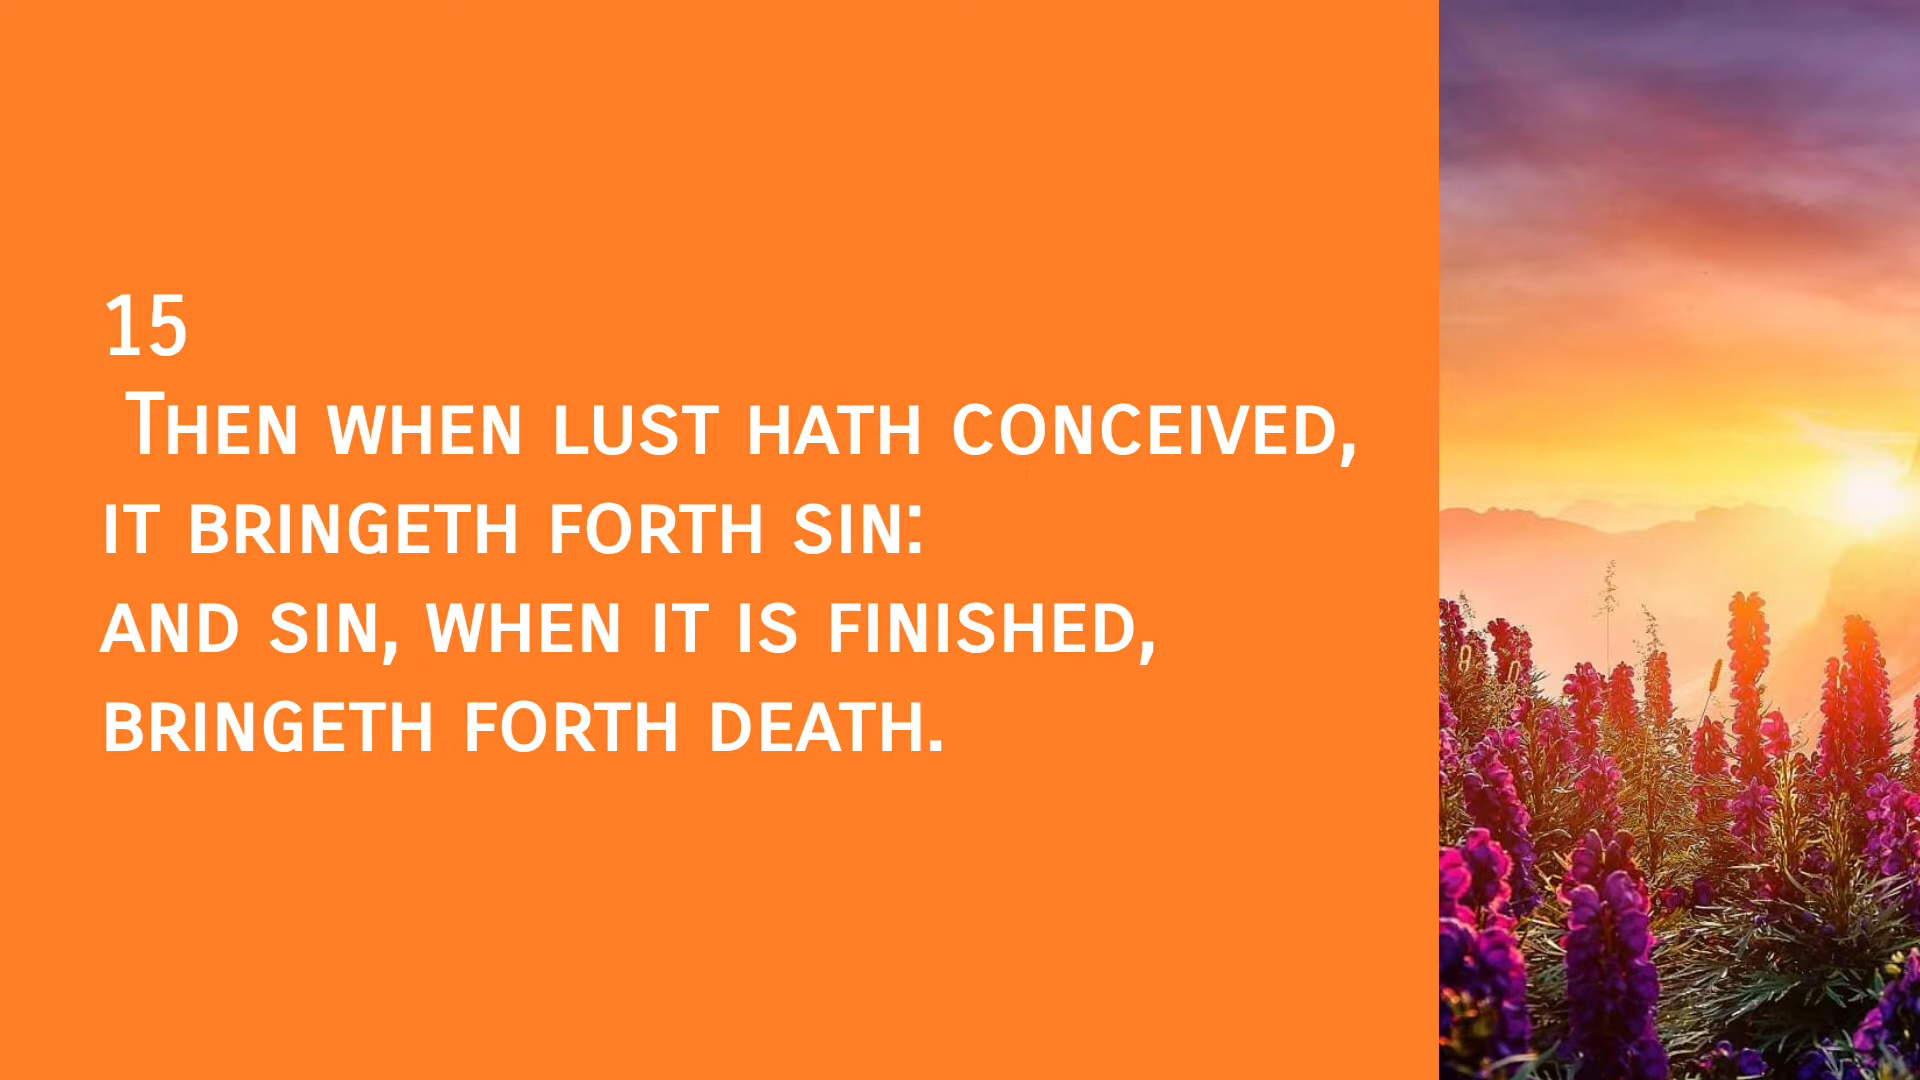 15
Then when lust hath conceived,
it bringeth forth sin:
and sin, when it is finished,
bringeth forth death.